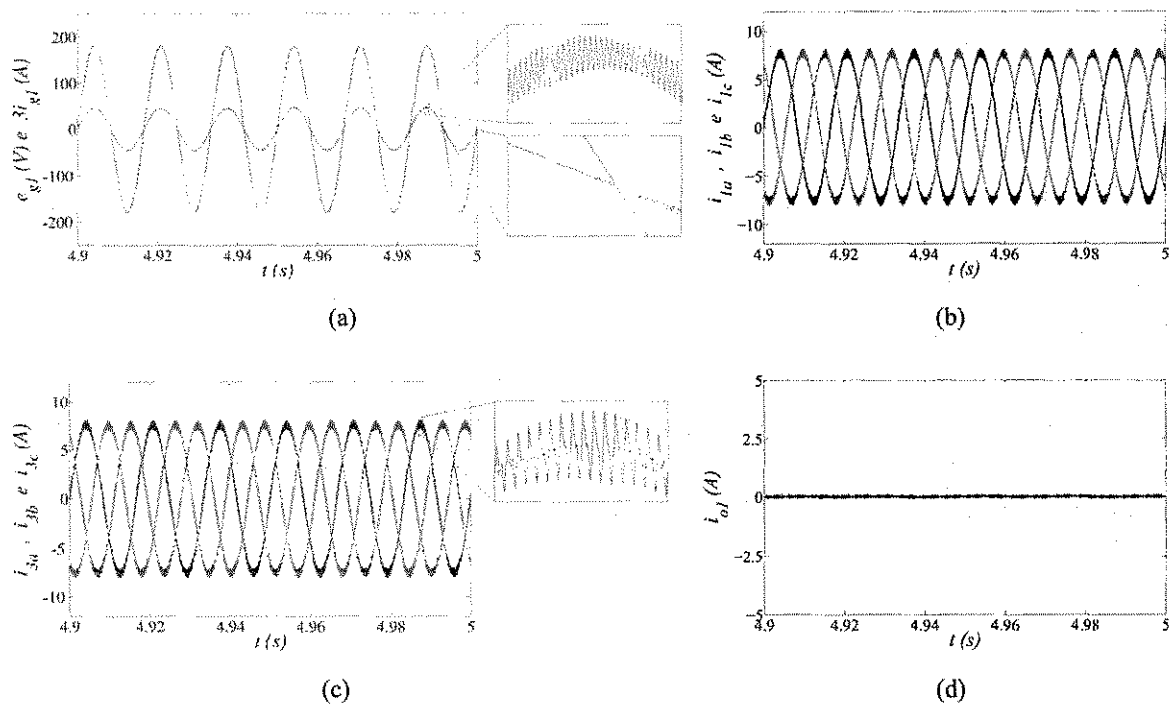 e_g1 (V) e 3i_g1 (A)
200
100
0
-100
-200
4.9 4.92 4.94 4.96 4.98 5
t (s)
(a)
i_1a , i_1b e i_1c (A)
10
5
0
-5
-10
4.9 4.92 4.94 4.96 4.98 5
t (s)
(b)
i_3a , i_3b e i_3c (A)
10
5
0
-5
-10
4.9 4.92 4.94 4.96 4.98 5
t (s)
(c)
i_o1 (A)
5
2.5
0
-2.5
-5
4.9 4.92 4.94 4.96 4.98 5
t (s)
(d)